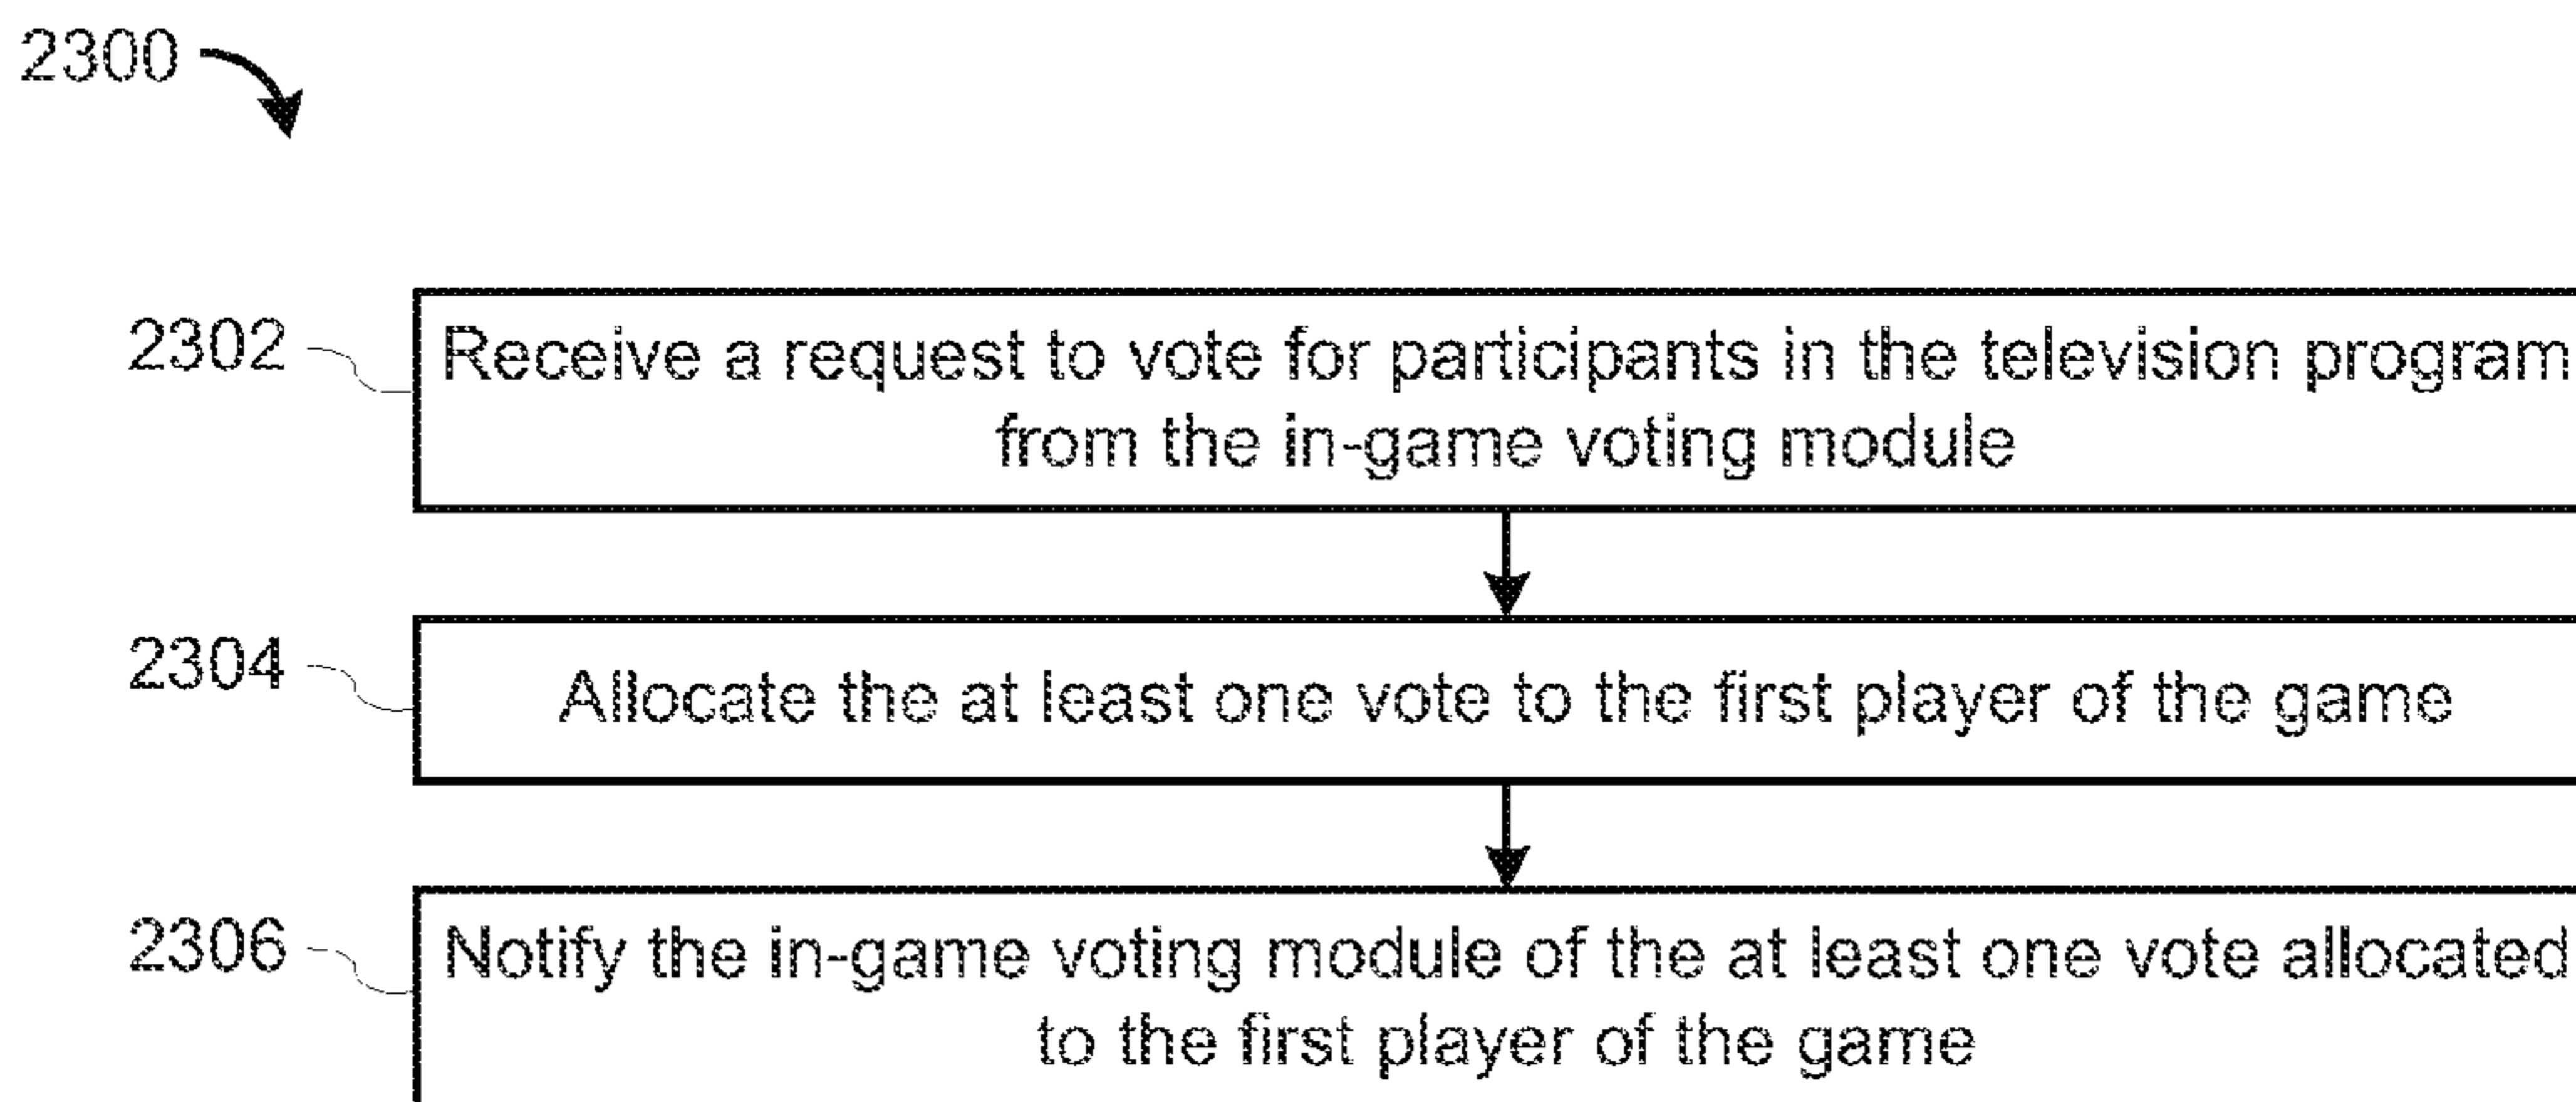 2300
2302
Receive a request to vote for participants in the television program
from the in-game voting module
2304
Allocate the at least one vote to the first player of the game
2306
Notify the in-game voting module of the at least one vote allocated
to the first player of the game